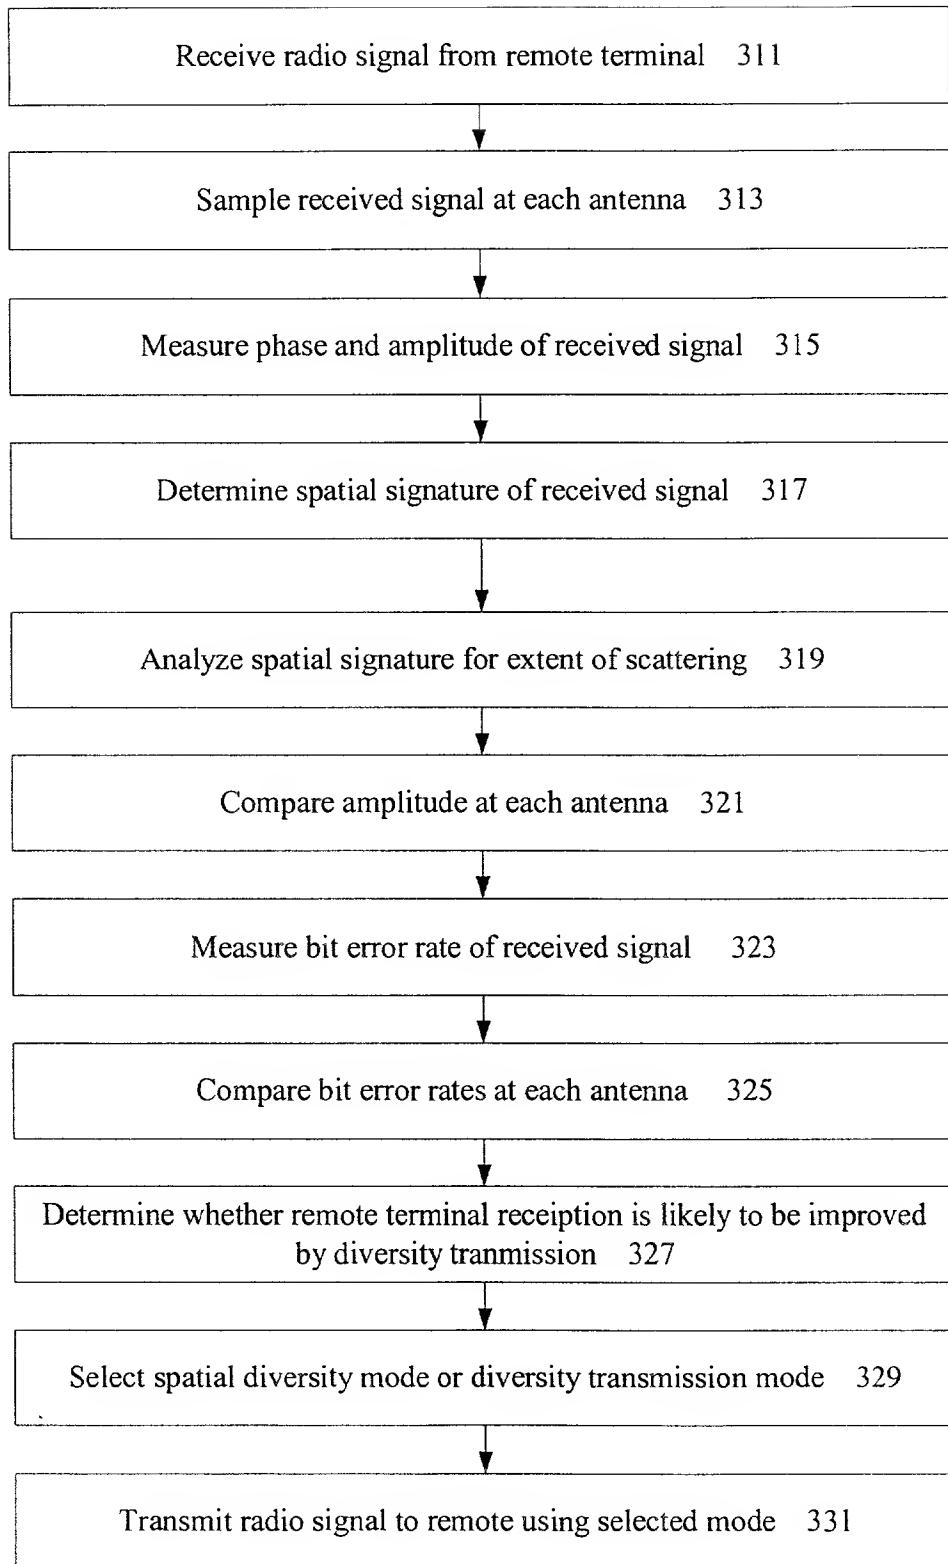 Receive radio signal from remote terminal 311
Sample received signal at each antenna 313
Measure phase and amplitude of received signal 315
Determine spatial signature of received signal 317
Analyze spatial signature for extent of scattering 319
Compare amplitude at each antenna 321
Measure bit error rate of received signal 323
Compare bit error rates at each antenna 325
Determine whether remote terminal receiption is likely to be improved
by diversity tranmission 327
Select spatial diversity mode or diversity transmission mode 329
Transmit radio signal to remote using selected mode 331